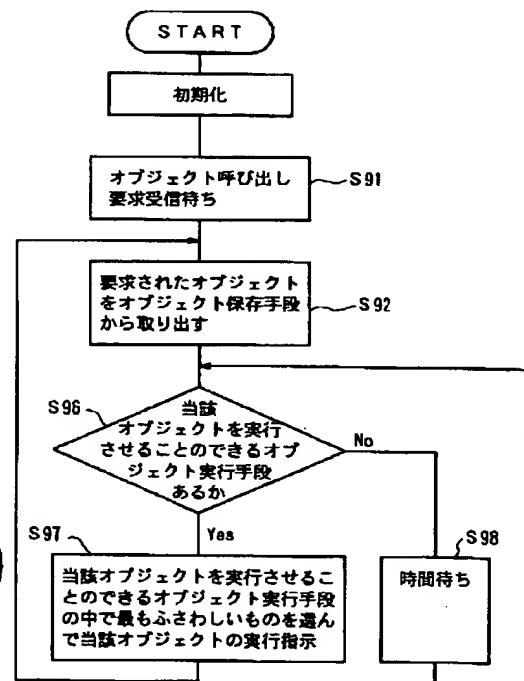 START
初期化
オブジェクト呼び出し
要求受信待ち
S91
要求されたオブジェクト
をオブジェクト保存手段
から取り出す
S92
S96
当該
オブジェクトを実行
させることのできるオブ
ジェクト実行手段
あるか
No
Yes
S97
当該オブジェクトを実行させるこ
とのできるオブジェクト実行手段
の中で最もふさわしいものを選ん
で当該オブジェクトの実行指示
S98
時間待ち